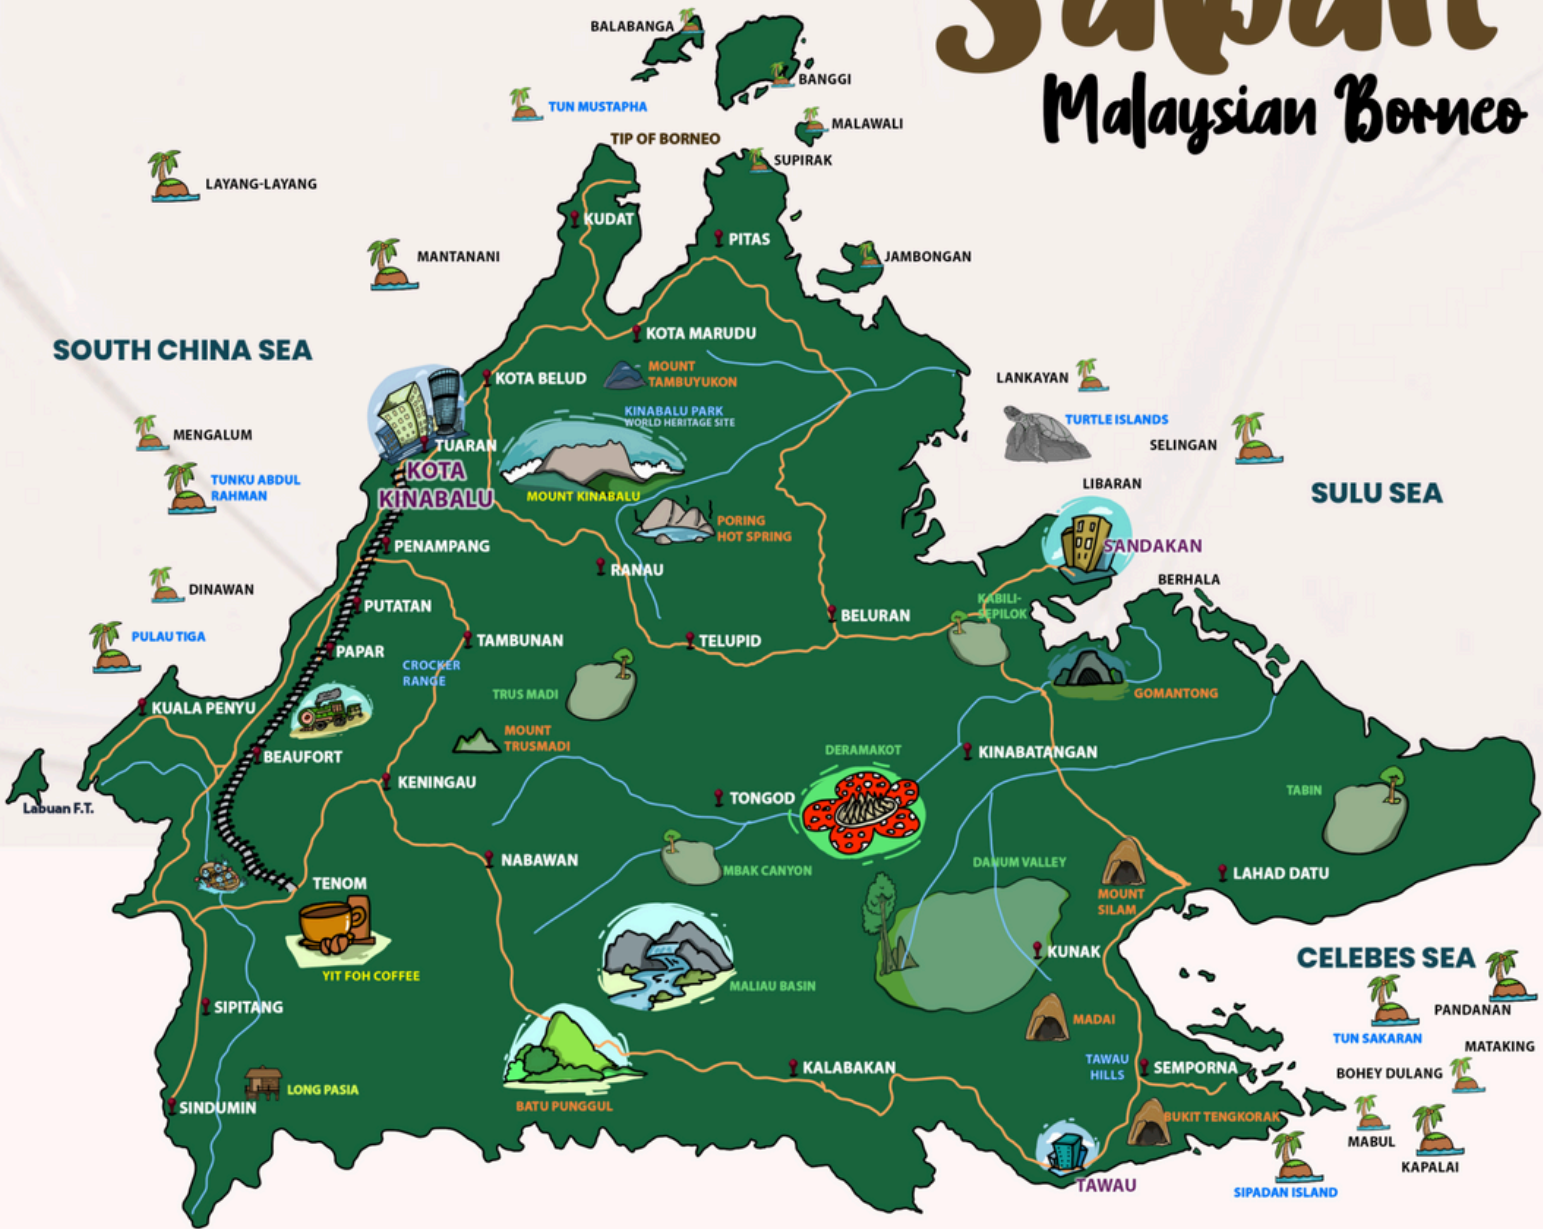 Sabah
Malaysian Borneo
BALABANGA
BANGGI
TUN MUSTAPHA
MALAWALI
TIP OF BORNEO
SUPIRAK
LAYANG-LAYANG
KUDAT
PITAS
MANTANANI
JAMBONGAN
SOUTH CHINA SEA
KOTA MARUDU
KOTA BELUD
MOUNT
TAMBUYUKON
LANKAYAN
KINABALU PARK
WORLD HERITAGE SITE
TURTLE ISLANDS
SELINGAN
MENGALUM
TUARAN
KOTA
KINABALU
TUNKU ABDUL
RAHMAN
MOUNT KINABALU
LIBARAN
SULU SEA
PORING
HOT SPRING
PENAMPANG
SANDAKAN
RANAU
BERHALA
DINAWAN
PUTATAN
KABILI-
SEPILOK
BELURAN
PULAU TIGA
TAMBUNAN
TELUPID
PAPAR
CROCKER
RANGE
TRUS MADI
GOMANTONG
KUALA PENYU
MOUNT
TRUSMADI
BEAUFORT
DERAMAKOT
KINABATANGAN
KENINGAU
TONGOD
TABIN
Labuan F.T.
NABAWAN
MBAK CANYON
DANUM VALLEY
LAHAD DATU
TENOM
MOUNT
SILAM
KUNAK
CELEBES SEA
YIT FOH COFFEE
MALIAU BASIN
SIPITANG
PANDANAN
MADAI
TUN SAKARAN
MATAKING
TAWAU
HILLS
SEMPORNA
KALABAKAN
BOHEY DULANG
LONG PASIA
SINDUMIN
BATU PUNGGUL
BUKIT TENGKORAK
MABUL
KAPALAI
TAWAU
SIPADAN ISLAND